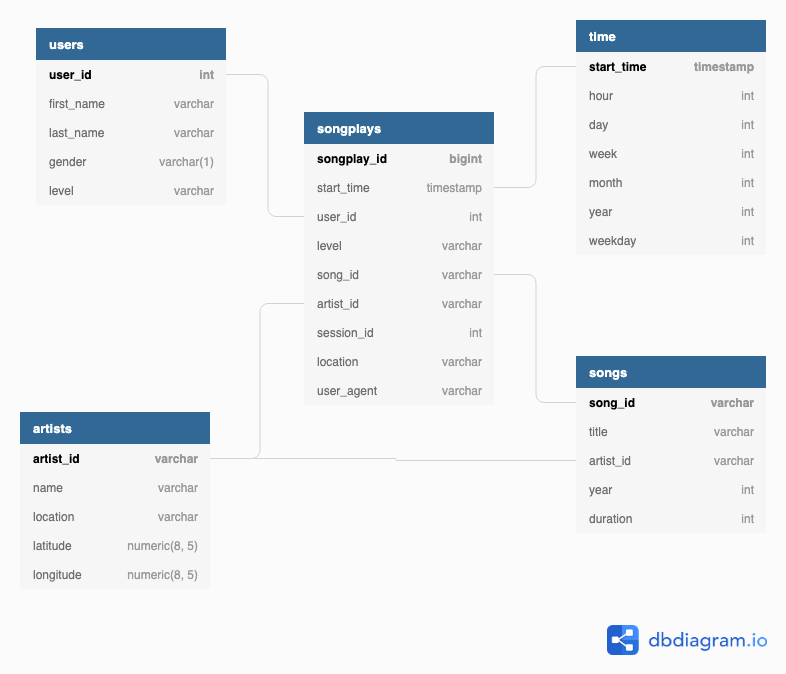 users
user_id int
first_name varchar
last_name varchar
gender varchar(1)
level varchar
time
start_time timestamp
hour int
day int
week int
month int
year int
weekday int
songplays
songplay_id bigint
start_time timestamp
user_id int
level varchar
song_id varchar
artist_id varchar
session_id int
location varchar
user_agent varchar
artists
artist_id varchar
name varchar
location varchar
latitude numeric(8, 5)
longitude numeric(8, 5)
songs
song_id varchar
title varchar
artist_id varchar
year int
duration int
dbdiagram.io